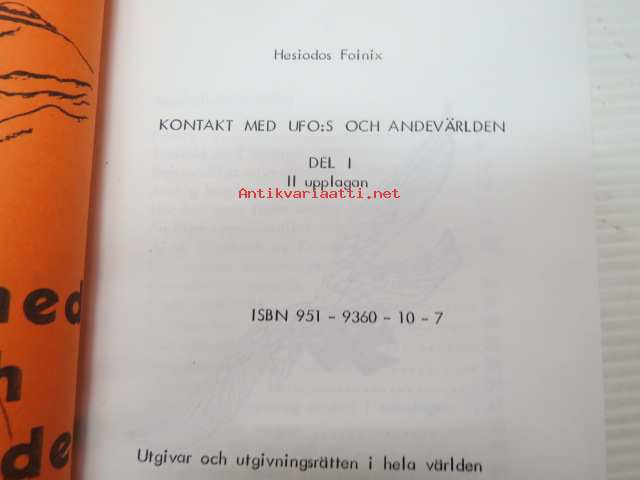 Hesiodos Foinix
KONTAKT MED UFO:S OCH ANDEVÄRLDEN
DEL I
II upplagan
Antikvariaatti.net
ISBN 951 - 9360 - 10 - 7
Utgivar och utgivningsrätten i hela världen